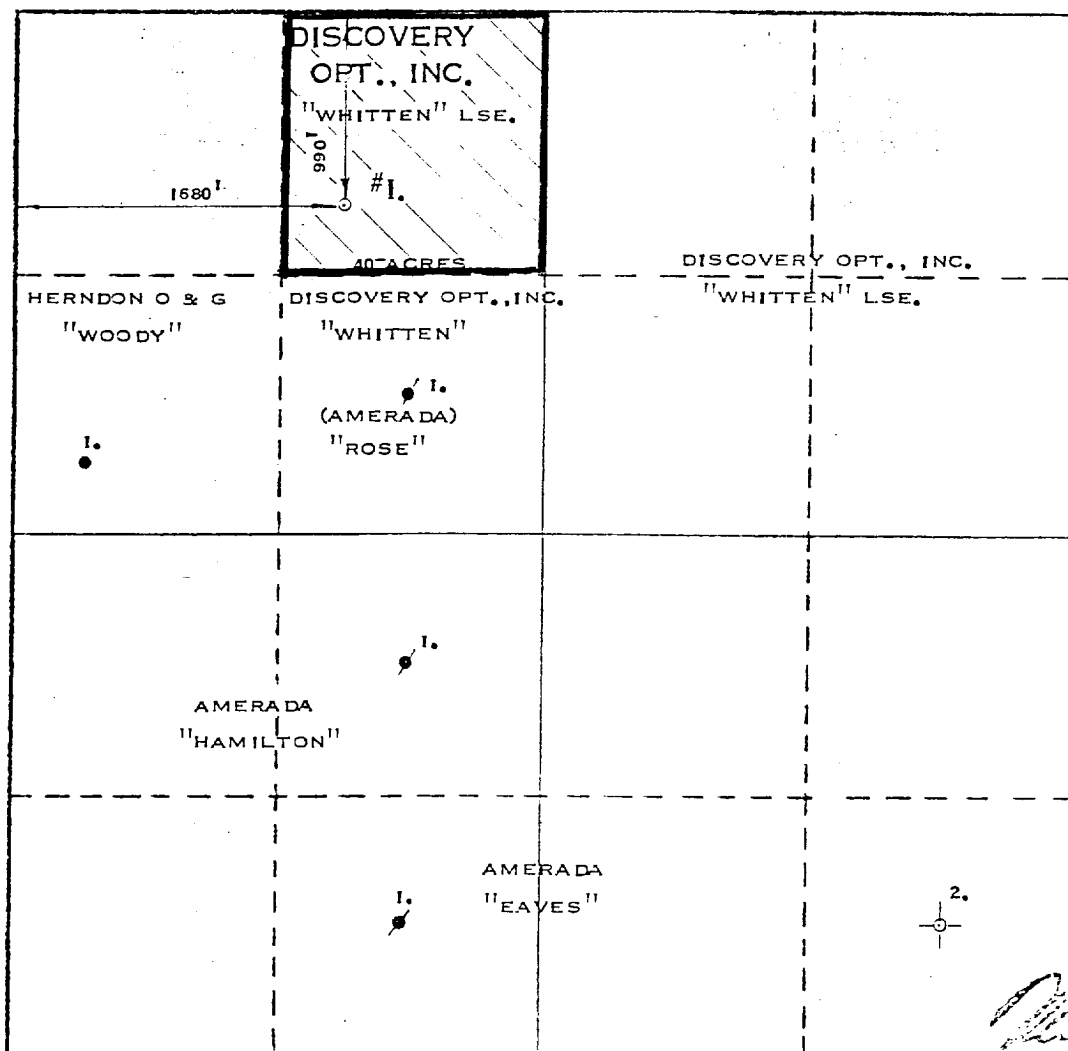 DISCOVERY
OPT., INC.
"WHITTEN" LSE.
990'
1680'
#1.
40 ACRES
DISCOVERY OPT., INC.
"WHITTEN" LSE.
HERNDON O & G
"WOODY"
1.
DISCOVERY OPT., INC.
"WHITTEN"
1.
(AMERADA)
"ROSE"
1.
AMERADA
"HAMILTON"
AMERADA
"EAVES"
1.
2.